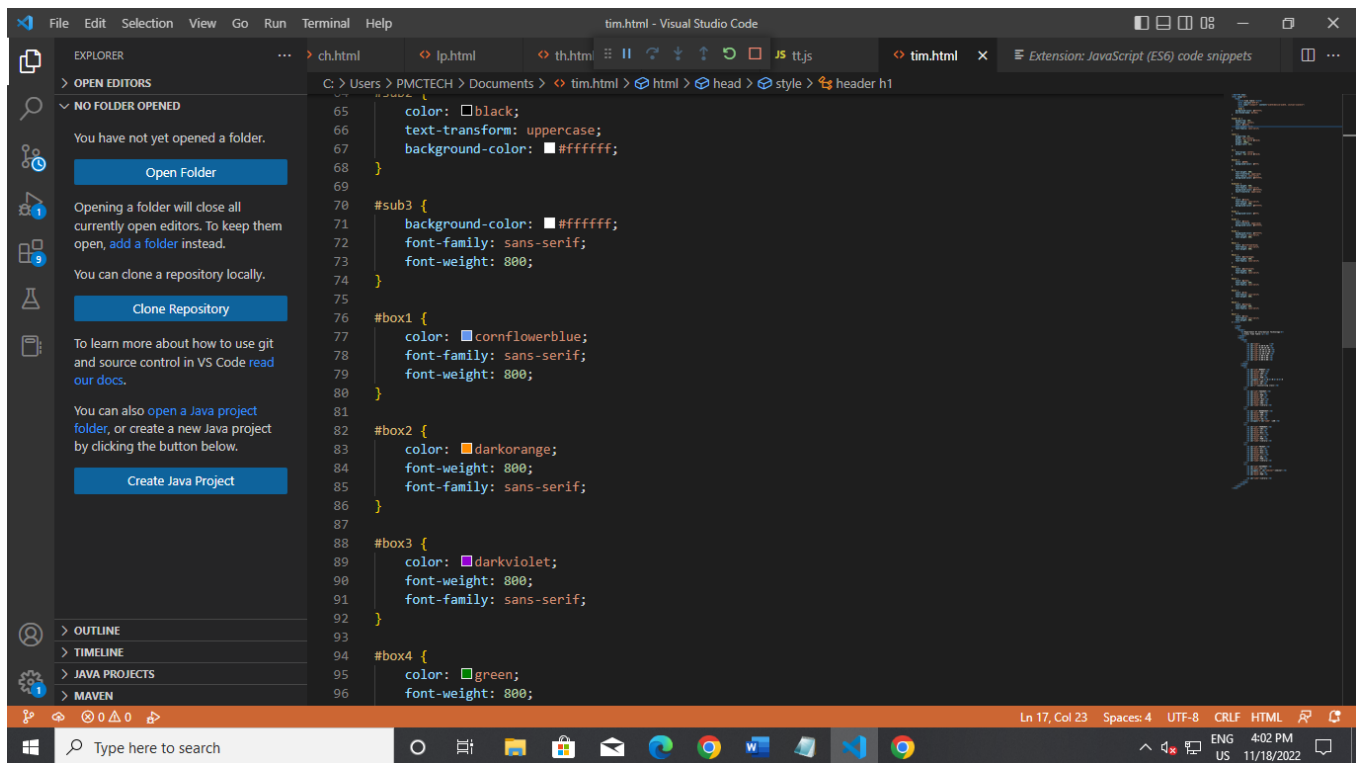 File Edit Selection View Go Run Terminal Help
tim.html - Visual Studio Code
EXPLORER
ch.html
lp.html
th.htm
JS tt.js
tim.html
Extension: JavaScript (ES6) code snippets
OPEN EDITORS
C: > Users > PMCTECH > Documents > tim.html > html > head > style > header h1
NO FOLDER OPENED
You have not yet opened a folder.
Open Folder
Opening a folder will close all
currently open editors. To keep them
open, add a folder instead.
You can clone a repository locally.
Clone Repository
To learn more about how to use git
and source control in VS Code read
our docs.
You can also open a Java project
folder, or create a new Java project
by clicking the button below.
Create Java Project
OUTLINE
TIMELINE
JAVA PROJECTS
MAVEN
1
9
1
64 #sub2 {
65 color: black;
66 text-transform: uppercase;
67 background-color: #ffffff;
68 }
69
70 #sub3 {
71 background-color: #ffffff;
72 font-family: sans-serif;
73 font-weight: 800;
74 }
75
76 #box1 {
77 color: cornflowerblue;
78 font-family: sans-serif;
79 font-weight: 800;
80 }
81
82 #box2 {
83 color: darkorange;
84 font-weight: 800;
85 font-family: sans-serif;
86 }
87
88 #box3 {
89 color: darkviolet;
90 font-weight: 800;
91 font-family: sans-serif;
92 }
93
94 #box4 {
95 color: green;
96 font-weight: 800;
0 0
Ln 17, Col 23 Spaces: 4 UTF-8 CRLF HTML
Type here to search
ENG
US
4:02 PM
11/18/2022